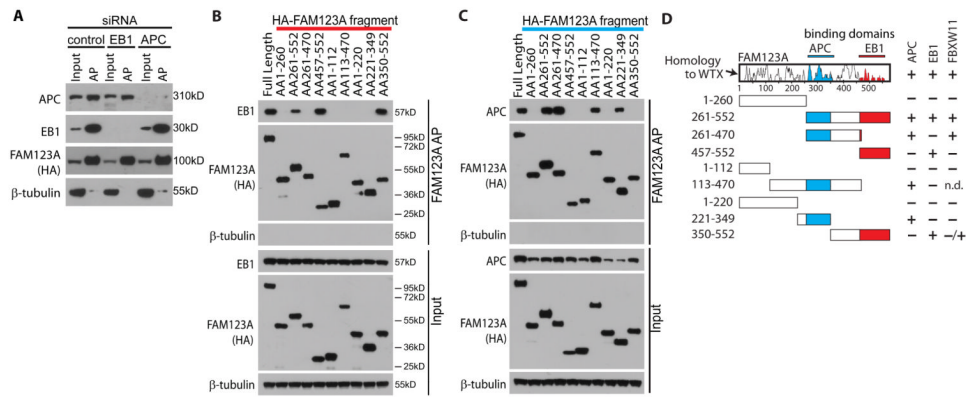 A
siRNA
control EB1 APC
Input AP Input AP Input AP
APC 310kD
EB1 30kD
FAM123A (HA) 100kD
β-tubulin 55kD
B
HA-FAM123A fragment
Full Length AA1-260 AA261-552 AA261-470 AA457-552 AA1-112 AA113-470 AA1-220 AA221-349 AA350-552
EB1 57kD
FAM123A (HA)
95kD
72kD
55kD
36kD
25kD
β-tubulin 55kD
FAM123A AP
EB1 57kD
FAM123A (HA)
95kD
72kD
55kD
36kD
25kD
β-tubulin 55kD
Input
C
HA-FAM123A fragment
Full Length AA1-260 AA261-552 AA261-470 AA457-552 AA1-112 AA113-470 AA1-220 AA221-349 AA350-552
APC
FAM123A (HA)
β-tubulin
FAM123A AP
APC
FAM123A (HA)
β-tubulin
Input
D
binding domains
FAM123A APC EB1 APC EB1 FBXW11
Homology to WTX + + +
1 100 200 300 400 500
1-260 – – –
261-552 + + +
261-470 + – +
457-552 – + –
1-112 – – –
113-470 + – n.d.
1-220 – – –
221-349 + – –
350-552 – + –/+